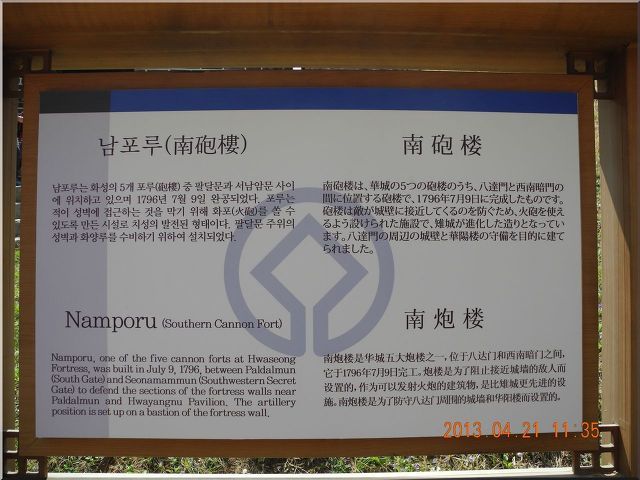 남포루(南砲樓)
남포루는 화성의 5개 포루(砲樓) 중 팔달문과 서남암문 사이
에 위치하고 있으며 1796년 7월 9일 완공되었다. 포루는
적이 성벽에 접근하는 것을 막기 위해 화포(火砲)를 쏠 수
있도록 만든 시설로 치성의 발전된 형태이다. 팔달문 주위의
성벽과 화양루를 수비하기 위하여 설치되었다.
南砲楼
南砲楼は、華城の5つの砲楼のうち、八達門と西南暗門の
間に位置する砲楼で、1796年7月9日に完成したものです。
砲楼は敵が城壁に接近してくるのを防ぐため、火砲を使え
るよう設けられた施設で、雉城が進化した造りとなってい
ます。八達門の周辺の城壁と華陽楼の守備を目的に建て
られました。
Namporu (Southern Cannon Fort)
Namporu, one of the five cannon forts at Hwaseong
Fortress, was built in July 9, 1796, between Paldalmun
(South Gate) and Seonamammun (Southwestern Secret
Gate) to defend the sections of the fortress walls near
Paldalmun and Hwayangnu Pavilion. The artillery
position is set up on a bastion of the fortress wall.
南炮楼
南炮楼是华城五大炮楼之一，位于八达门和西南暗门之间，
它于1796年7月9日完工。炮楼是为了阻止接近城墙的敌人而
设置的，作为可以发射火炮的建筑物，是比雉城更先进的设
施。南炮楼是为了防守八达门周围的城墙和华阳楼而设置的。
2013.04.21 11:35